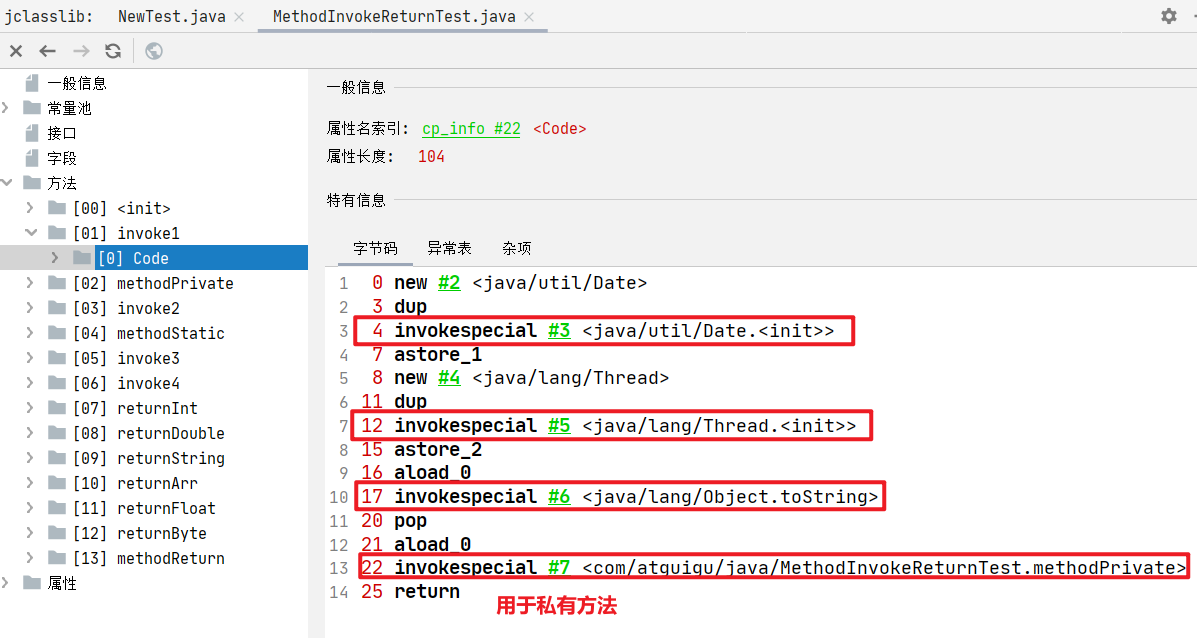 jclasslib: NewTest.java MethodInvokeReturnTest.java
一般信息
常量池
接口
字段
方法
[00] <init>
[01] invoke1
[0] Code
[02] methodPrivate
[03] invoke2
[04] methodStatic
[05] invoke3
[06] invoke4
[07] returnInt
[08] returnDouble
[09] returnString
[10] returnArr
[11] returnFloat
[12] returnByte
[13] methodReturn
属性
一般信息
属性名索引: cp_info #22 <Code>
属性长度: 104
特有信息
字节码 异常表 杂项
1 0 new #2 <java/util/Date>
2 3 dup
3 4 invokespecial #3 <java/util/Date.<init>>
4 7 astore_1
5 8 new #4 <java/lang/Thread>
6 11 dup
7 12 invokespecial #5 <java/lang/Thread.<init>>
8 15 astore_2
9 16 aload_0
10 17 invokespecial #6 <java/lang/Object.toString>
11 20 pop
12 21 aload_0
13 22 invokespecial #7 <com/atguigu/java/MethodInvokeReturnTest.methodPrivate>
14 25 return
用于私有方法